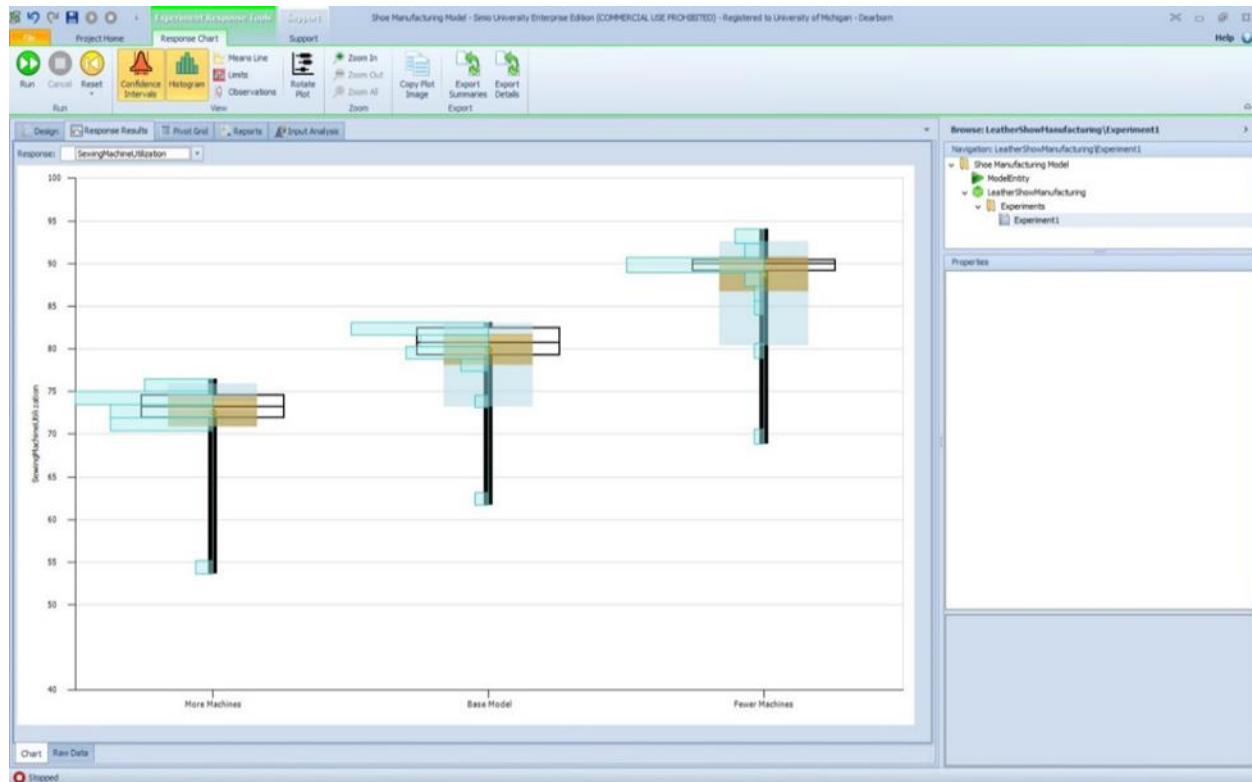 Experiment Response Tools Support Shoe Manufacturing Model - Simio University Enterprise Edition (COMMERCIAL USE PROHIBITED) - Registered to University of Michigan - Dearborn
File Project Home Response Chart Support Help
Run Cancel Reset
Confidence Intervals
Histogram
Means Line
Limits
Observations
Rotate Plot
Zoom In
Zoom Out
Zoom All
Copy Plot Image
Export Summaries
Export Details
Run View Zoom Export
Design Response Results Pivot Grid Reports Input Analysis
Response: SewingMachineUtilization
100
95
90
85
80
75
70
65
60
55
50
40
SewingMachineUtilization
More Machines Base Model Fewer Machines
Chart Raw Data
Stopped
Browse: LeatherShowManufacturing\Experiment1
Navigation: LeatherShowManufacturing\Experiment1
Shoe Manufacturing Model
ModelEntity
LeatherShowManufacturing
Experiments
Experiment1
Properties